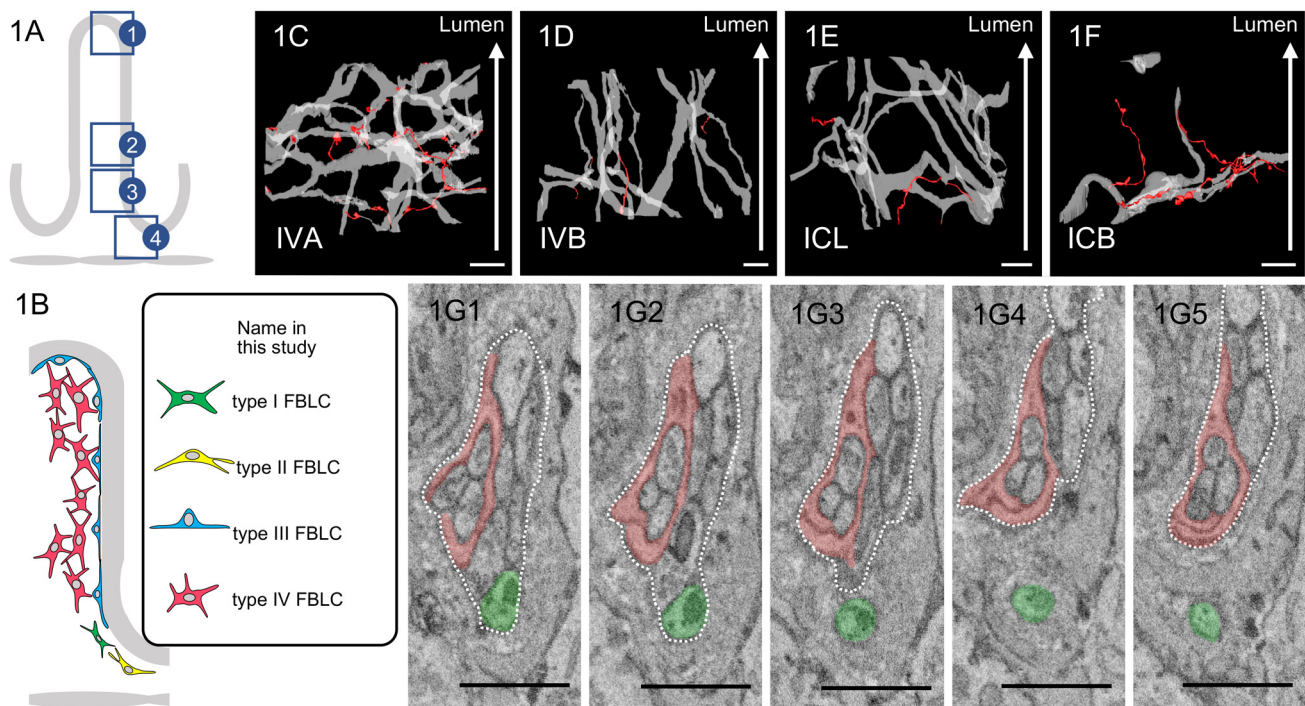 1A
1
2
3
4
1B
Name in
this study
type I FBLC
type II FBLC
type III FBLC
type IV FBLC
1C
Lumen
IVA
1D
Lumen
IVB
1E
Lumen
ICL
1F
Lumen
ICB
1G1
1G2
1G3
1G4
1G5